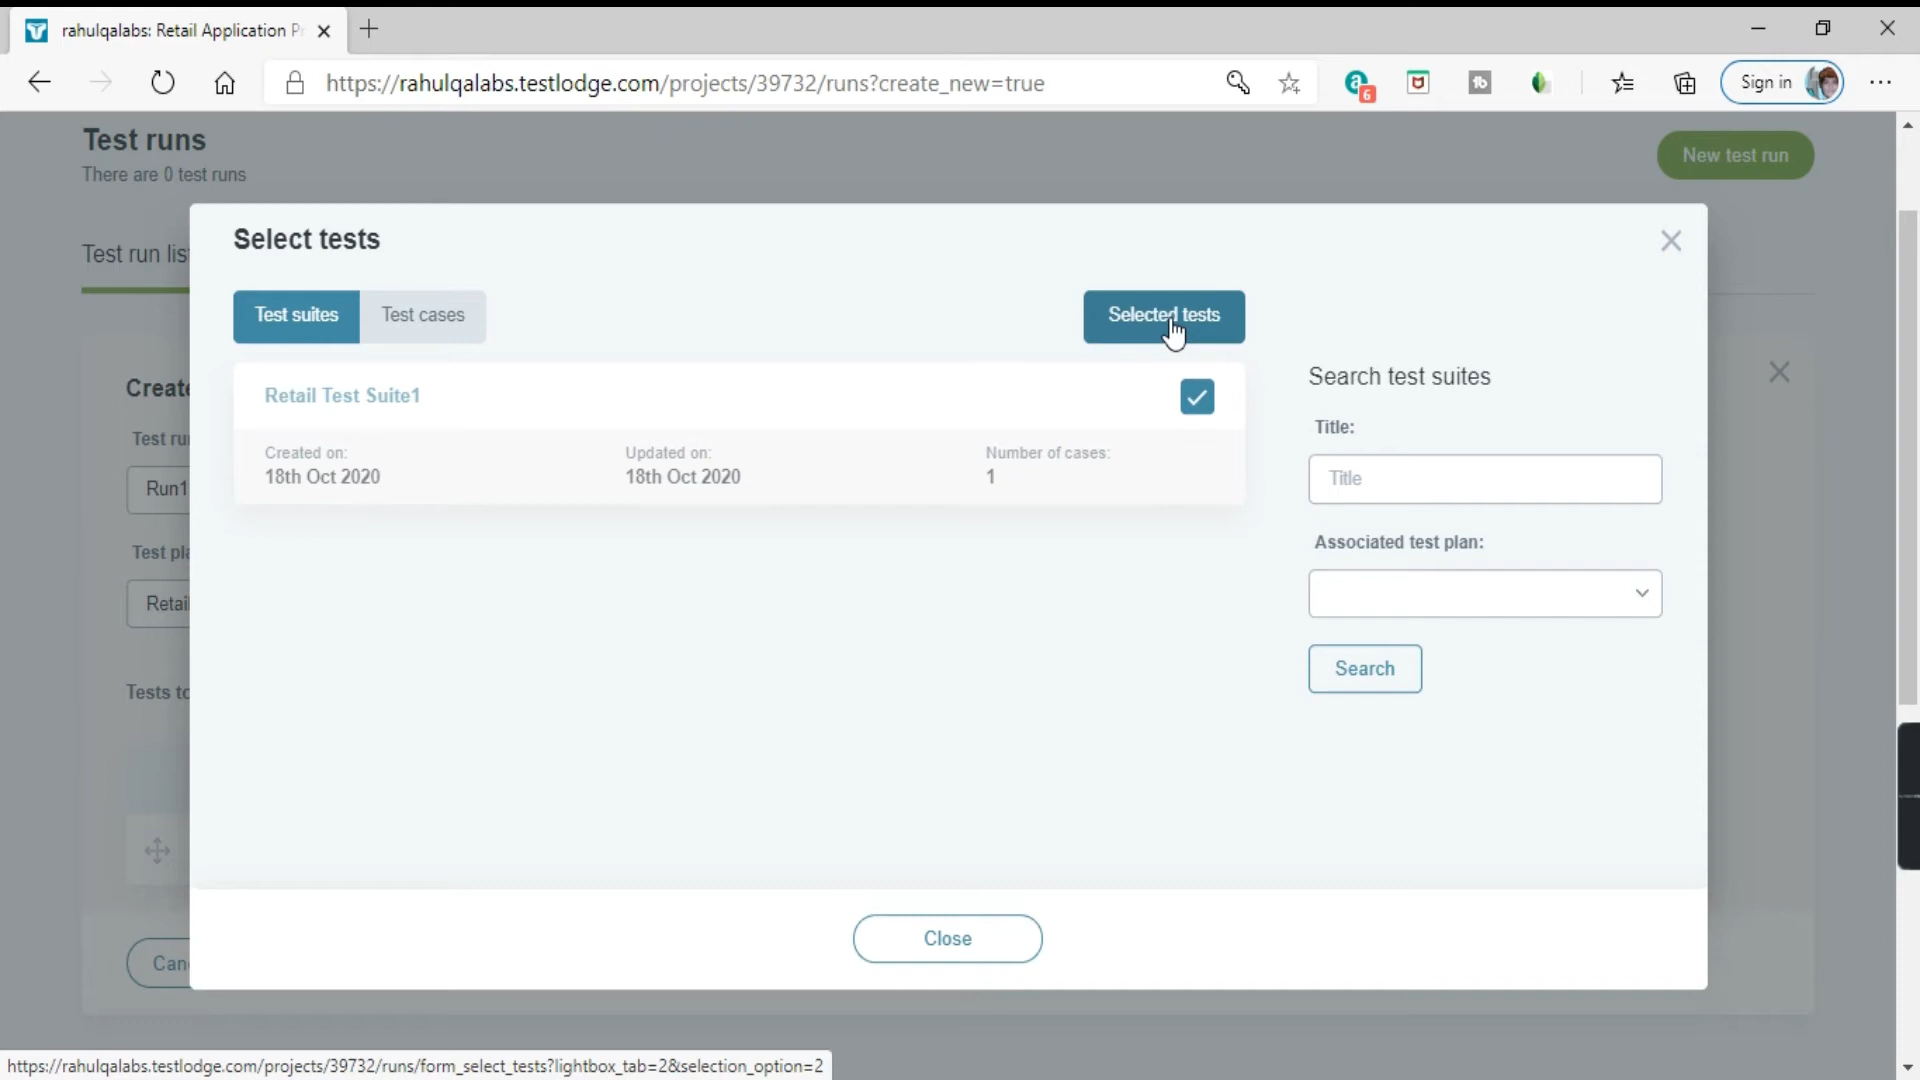 rahulqalabs: Retail Application P
https://rahulqalabs.testlodge.com/projects/39732/runs?create_new=true
6
Sign in
Test runs
There are 0 test runs
New test run
Select tests
Test run lis
Test suites
Test cases
Selected tests
Search test suites
Create
Retail Test Suite1
Title:
Test ru
Created on:
Updated on:
Number of cases:
18th Oct 2020
18th Oct 2020
1
Title
Run1
Associated test plan:
Test pla
Retail
Search
Tests to
Close
Can
https://rahulqalabs.testlodge.com/projects/39732/runs/form_select_tests?lightbox_tab=2&selection_option=2